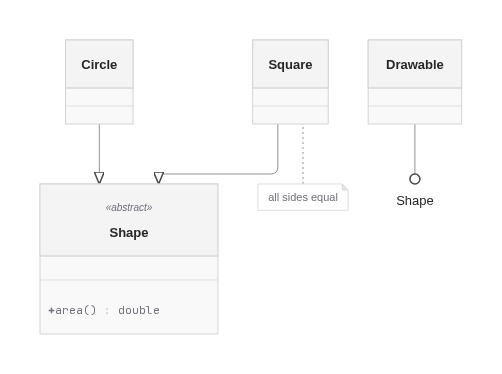 Circle
Square
Drawable
all sides equal
Shape
«abstract»
Shape
+area() : double